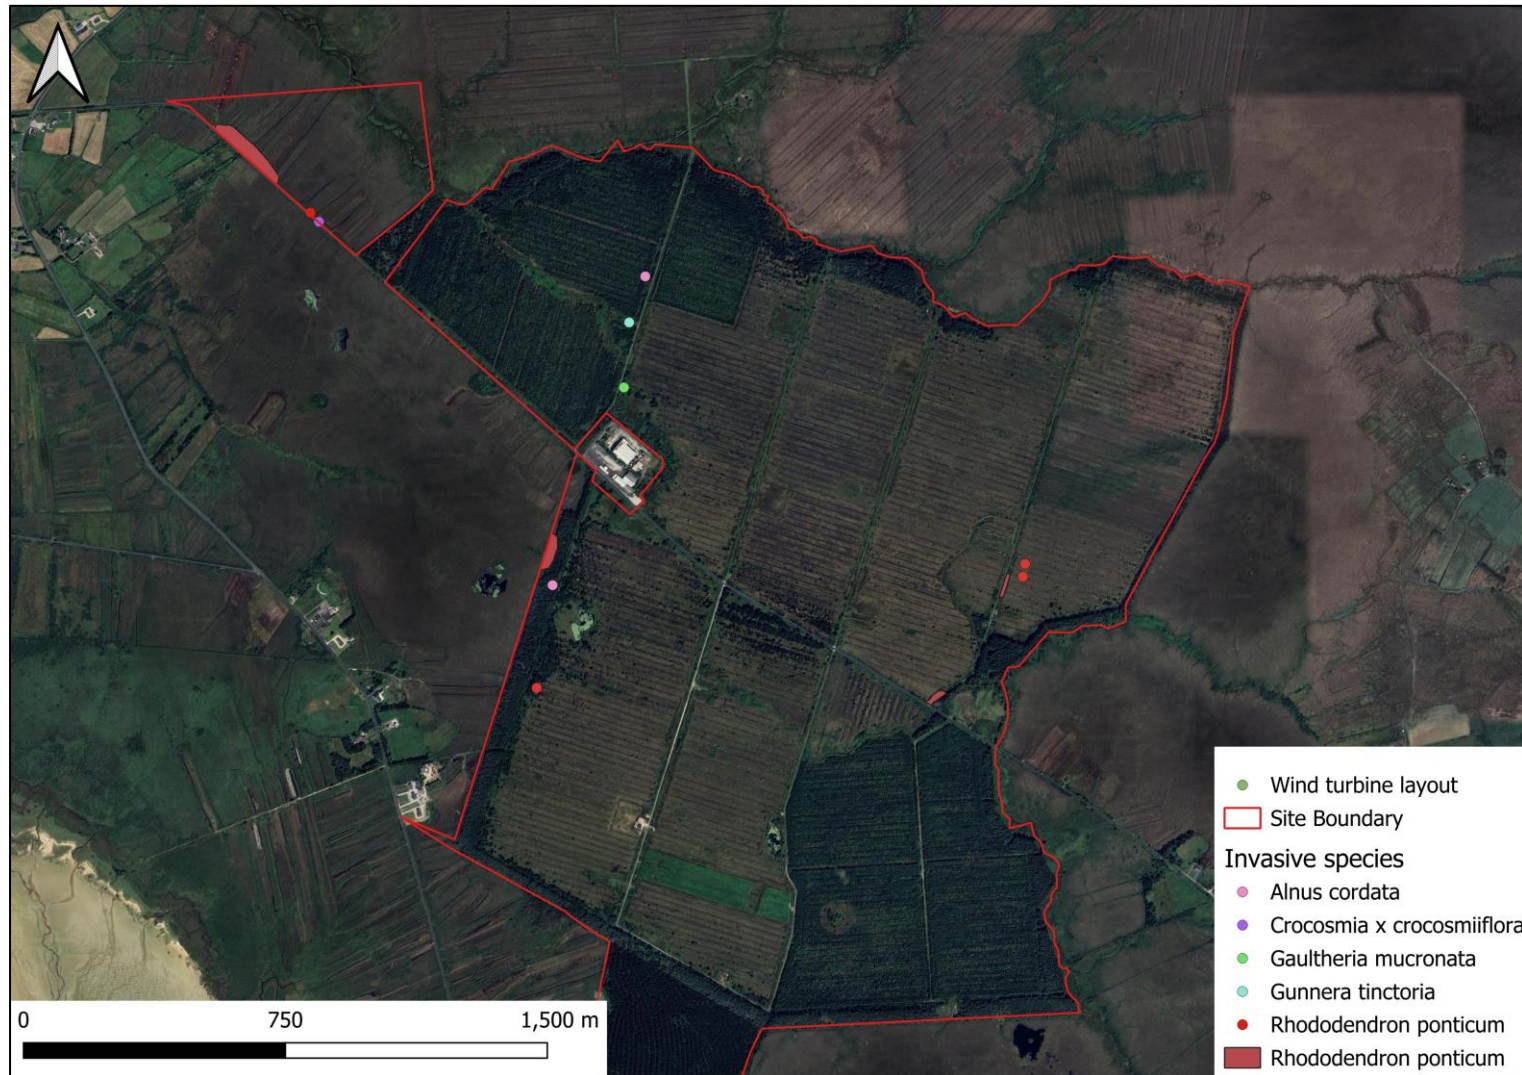 Wind turbine layout
Site Boundary
Invasive species
Alnus cordata
Crocosmia x crocosmiiflora
Gaultheria mucronata
Gunnera tinctoria
Rhododendron ponticum
Rhododendron ponticum
0 750 1,500 m